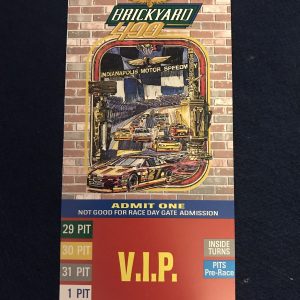 BRICKYARD
400
INDIANAPOLIS MOTOR SPEEDWAY
ADMIT ONE
NOT GOOD FOR RACE DAY GATE ADMISSION
29 PIT
30 PIT
31 PIT
1 PIT
V.I.P.
INSIDE
TURNS
PITS
Pre-Race